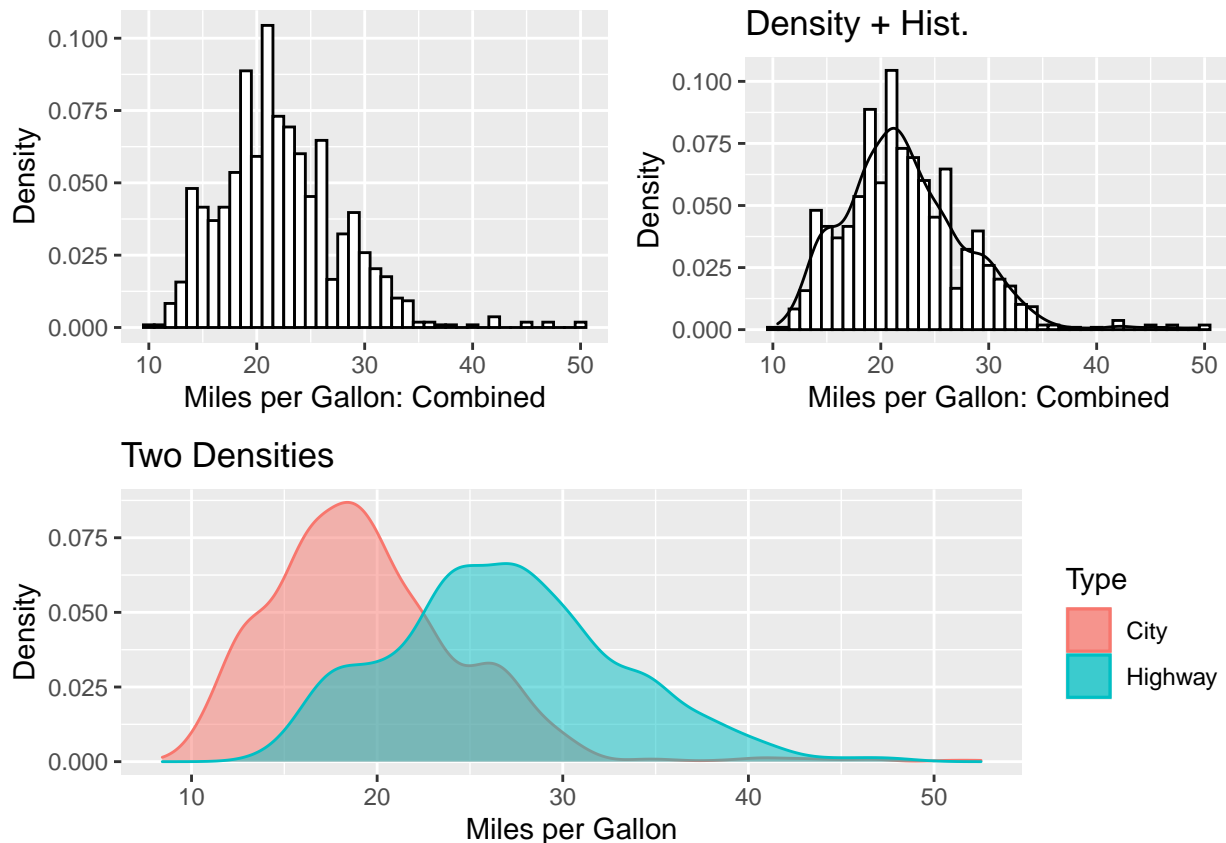 0.100
0.075
0.050
0.025
0.000
Density
10 20 30 40 50
Miles per Gallon: Combined
Density + Hist.
0.100
0.075
0.050
0.025
0.000
Density
10 20 30 40 50
Miles per Gallon: Combined
Two Densities
0.075
0.050
0.025
0.000
Density
10 20 30 40 50
Miles per Gallon
Type
City
Highway